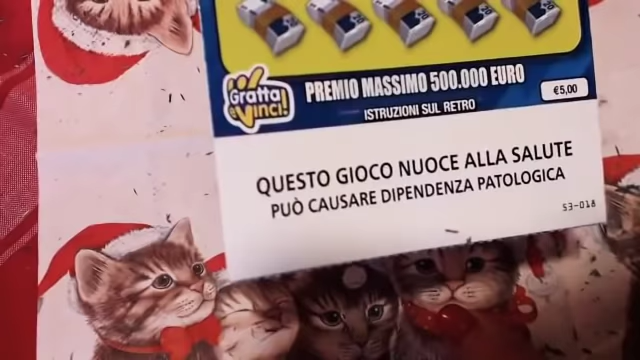 Gratta
e Vinci!
PREMIO MASSIMO 500.000 EURO
€5,00
ISTRUZIONI SUL RETRO
QUESTO GIOCO NUOCE ALLA SALUTE
PUÒ CAUSARE DIPENDENZA PATOLOGICA
53-018